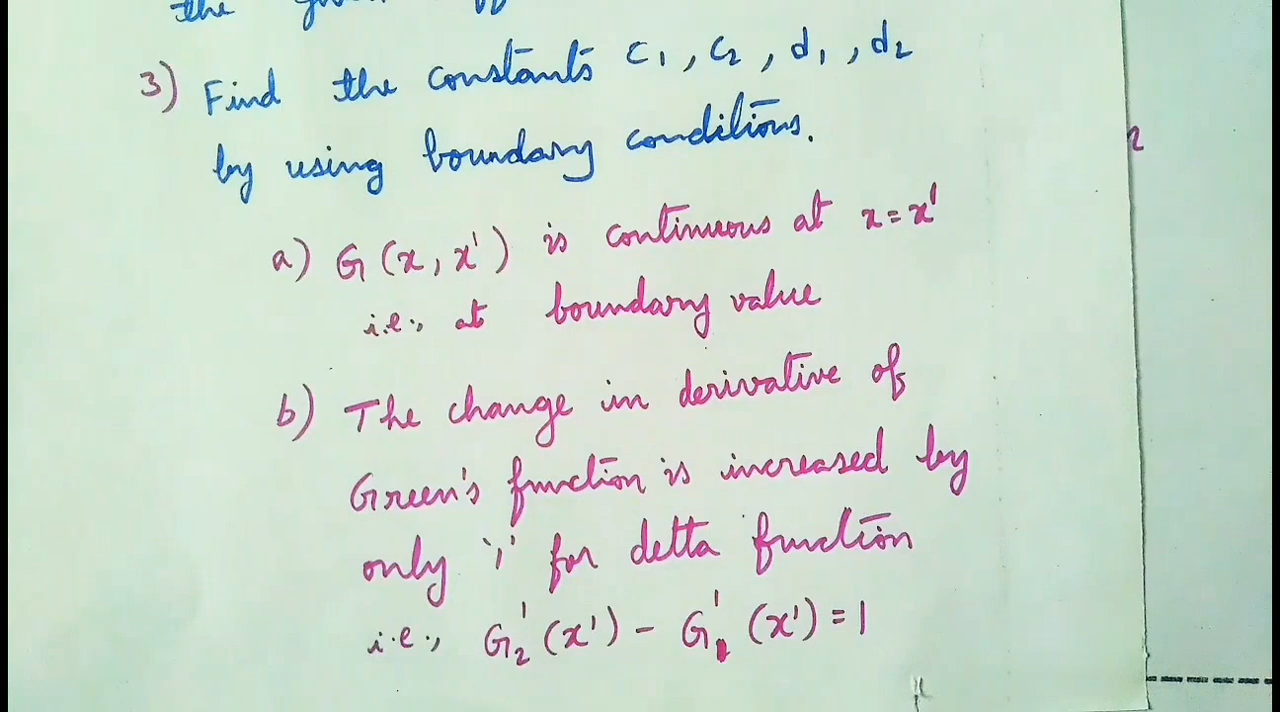 the
3) Find the constants c₁, c₂, d₁, d₂
by using boundary conditions.
a) G(x, x') is continuous at x = x'
i.e., at boundary value
b) The change in derivative of
Green's function is increased by
only '1' for delta function
i.e., G₂'(x') - G₁'(x') = 1